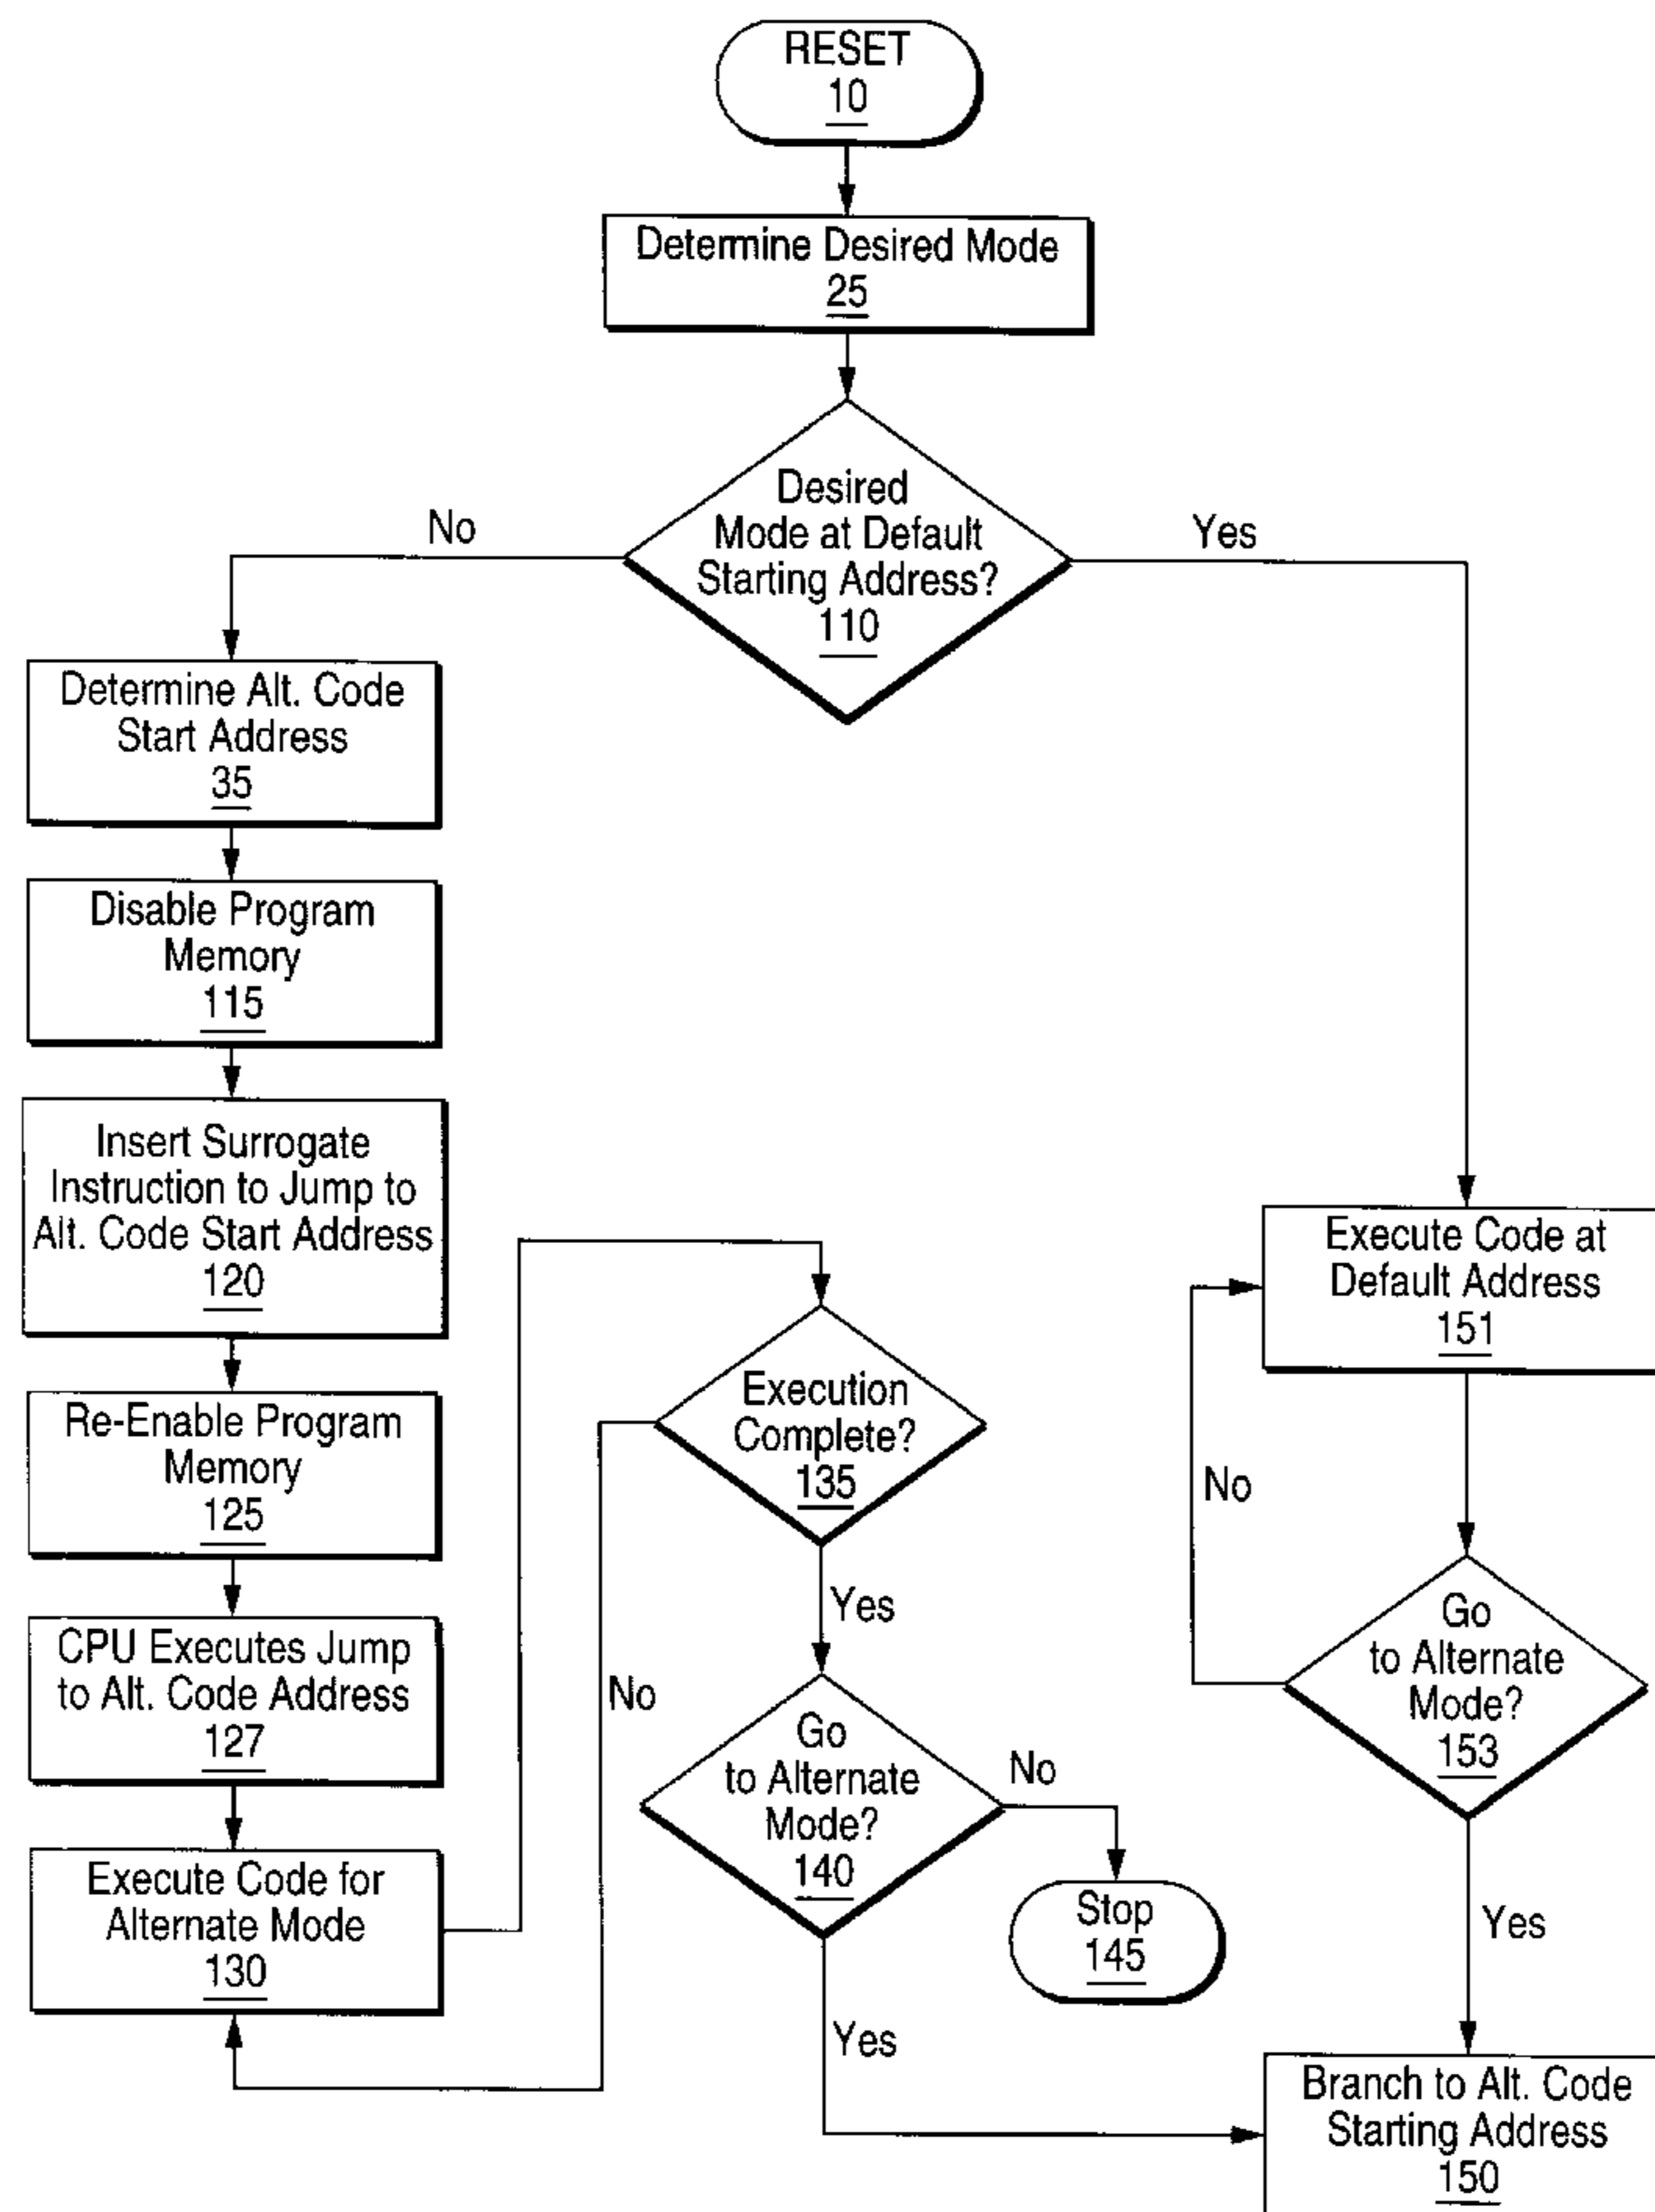 RESET
10
Determine Desired Mode
25
Desired
Mode at Default
Starting Address?
110
No
Yes
Determine Alt. Code
Start Address
35
Disable Program
Memory
115
Insert Surrogate
Instruction to Jump to
Alt. Code Start Address
120
Re-Enable Program
Memory
125
CPU Executes Jump
to Alt. Code Address
127
Execute Code for
Alternate Mode
130
Execution
Complete?
135
No
Yes
Go
to Alternate
Mode?
140
No
Stop
145
Yes
Execute Code at
Default Address
151
No
Go
to Alternate
Mode?
153
Yes
Branch to Alt. Code
Starting Address
150